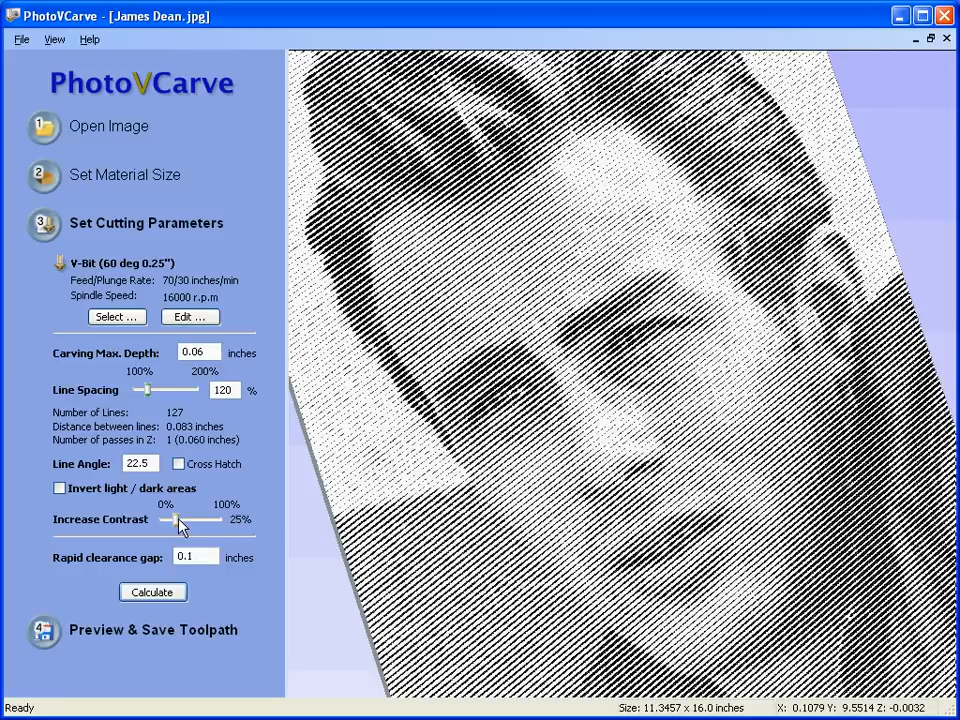 PhotoVCarve - [James Dean.jpg]
File View Help
PhotoVCarve
1 Open Image
2 Set Material Size
3 Set Cutting Parameters
V-Bit (60 deg 0.25")
Feed/Plunge Rate: 70/30 inches/min
Spindle Speed: 16000 r.p.m
Select ... Edit ...
Carving Max. Depth: 0.06 inches
100% 200%
Line Spacing 120 %
Number of Lines: 127
Distance between lines: 0.083 inches
Number of passes in Z: 1 (0.060 inches)
Line Angle: 22.5 Cross Hatch
Invert light / dark areas
0% 100%
Increase Contrast 25%
Rapid clearance gap: 0.1 inches
Calculate
4 Preview & Save Toolpath
Ready Size: 11.3457 x 16.0 inches X: 0.1079 Y: 9.5514 Z: -0.0032